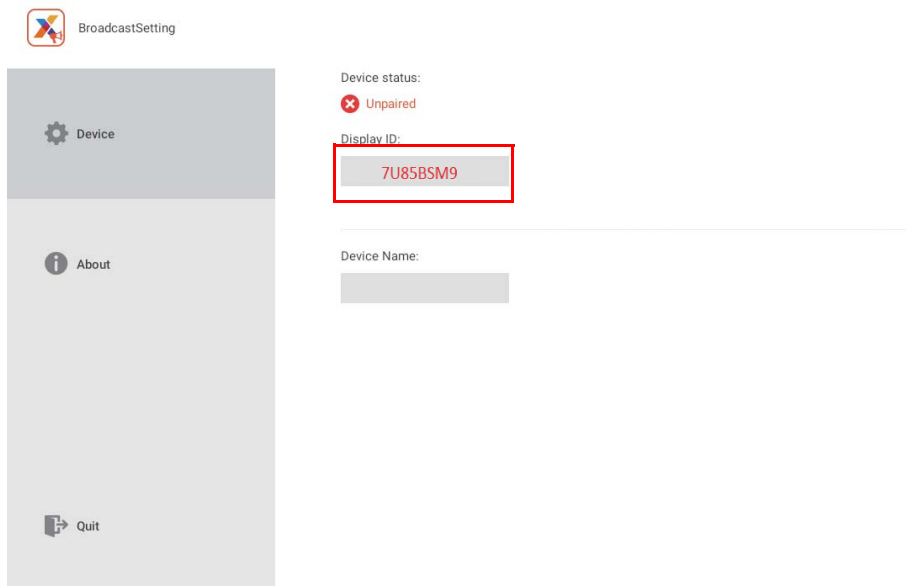 BroadcastSetting
Device
About
Quit
Device status:
Unpaired
Display ID:
7U85BSM9
Device Name: